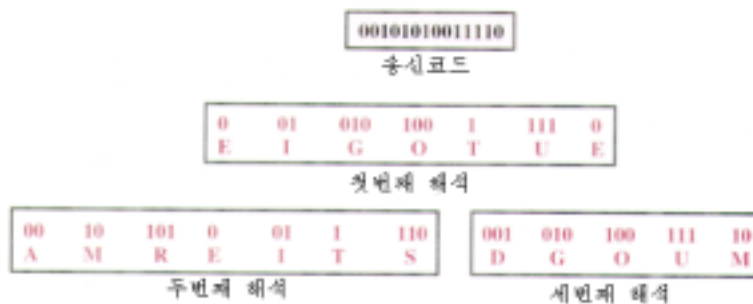 00101010011110
송신코드
0 01 010 100 1 111 0
E I G O T U E
첫번째 해석
00 10 101 0 01 1 110
A M R E I T S
두번째 해석
001 010 100 111 10
D G O U M
세번째 해석